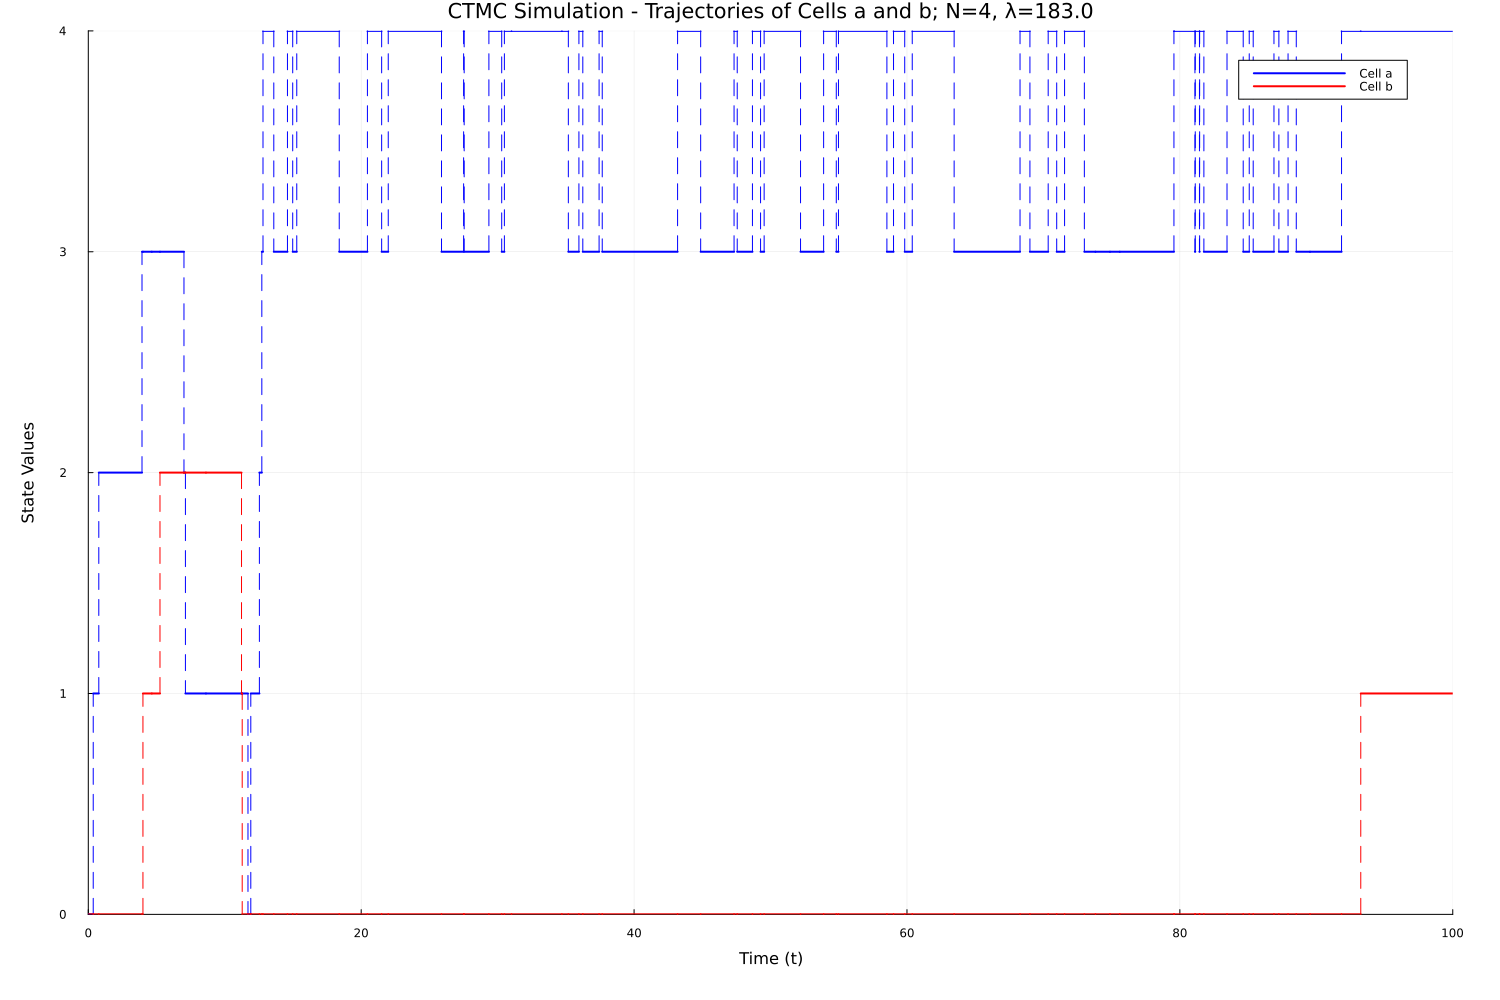 CTMC Simulation - Trajectories of Cells a and b; N=4, λ=183.0
4
Cell a
Cell b
3
State Values
2
1
0
0 20 40 60 80 100
Time (t)